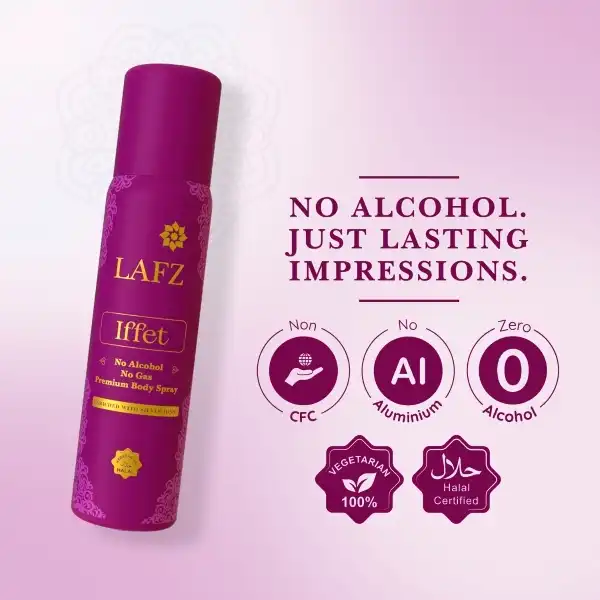 LAFZ
Iffet
No Alcohol
No Gas
Premium Body Spray
HALAL
NO ALCOHOL.
JUST LASTING
IMPRESSIONS.
Non
CFC
No
Al
Aluminium
Zero
0
Alcohol
VEGETARIAN
100%
حلال
Halal
Certified